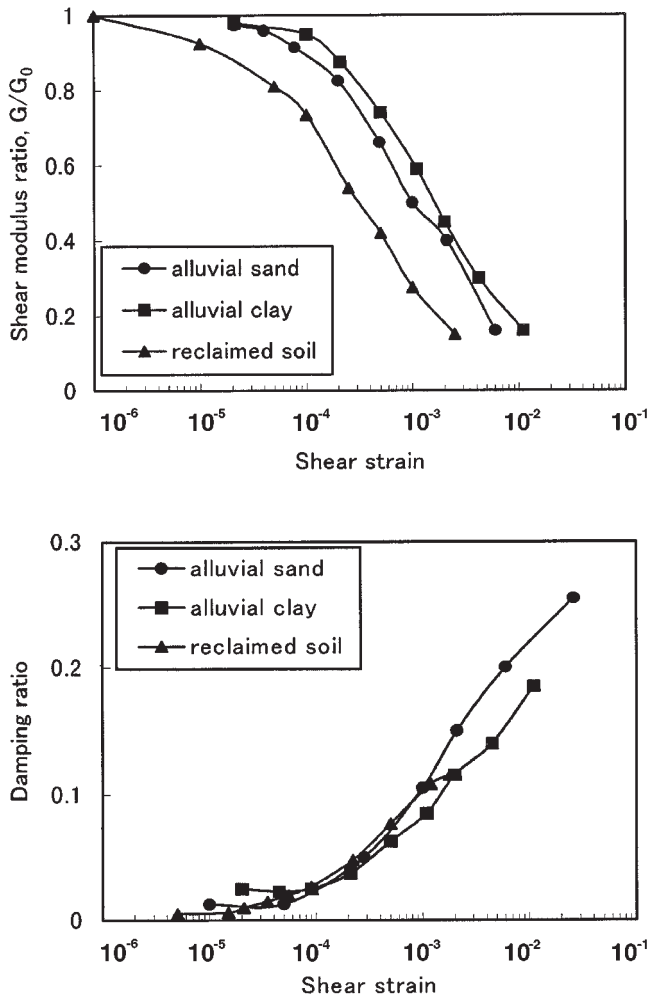 Shear modulus ratio, G/G₀
1
0.8
0.6
0.4
0.2
0
alluvial sand
alluvial clay
reclaimed soil
10⁻⁶ 10⁻⁵ 10⁻⁴ 10⁻³ 10⁻² 10⁻¹
Shear strain
Damping ratio
0.3
0.2
0.1
0
alluvial sand
alluvial clay
reclaimed soil
10⁻⁶ 10⁻⁵ 10⁻⁴ 10⁻³ 10⁻² 10⁻¹
Shear strain